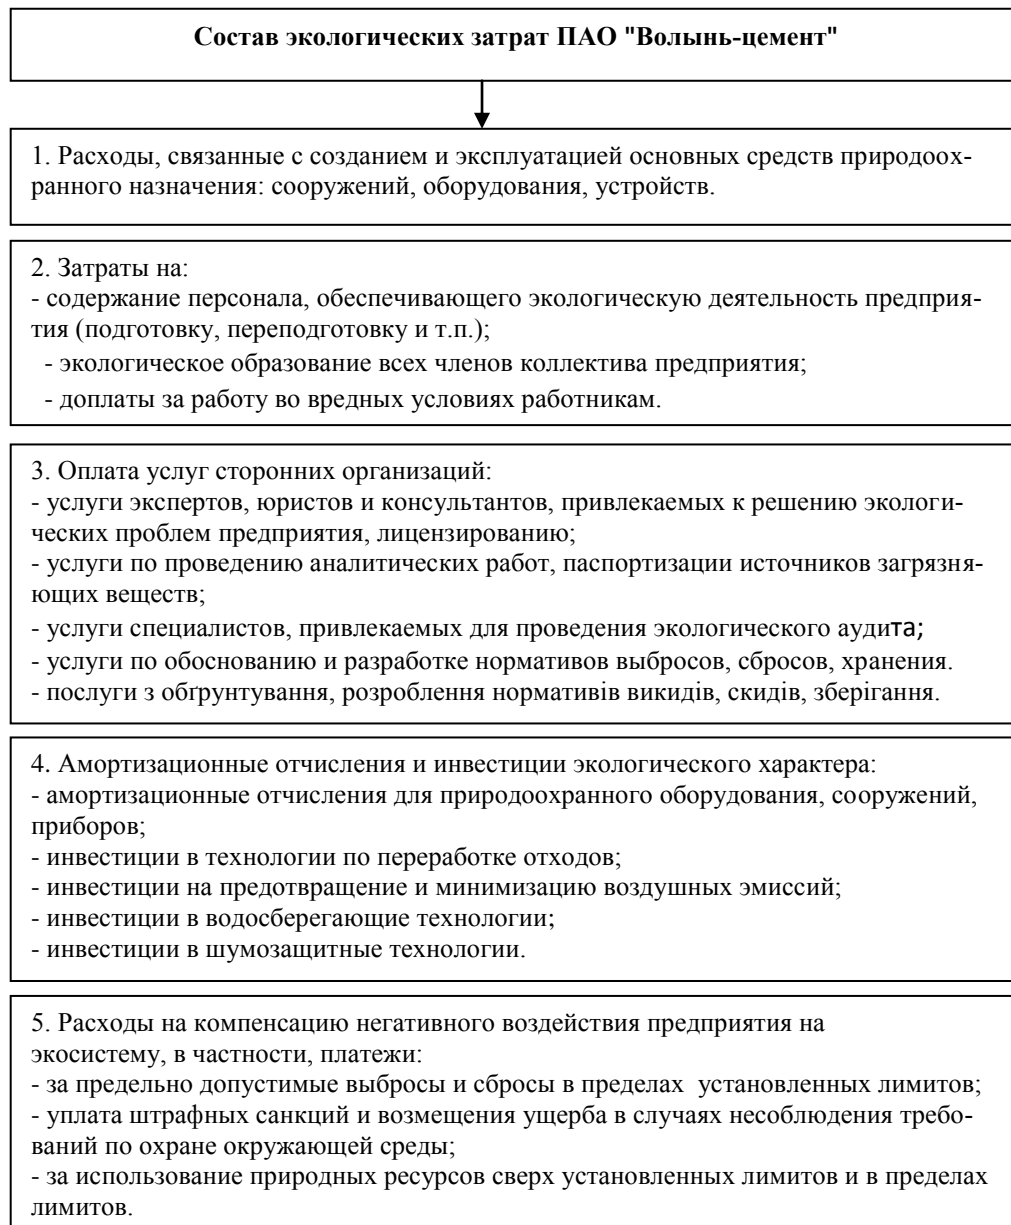 Состав экологических затрат ПАО "Волынь-цемент"
1. Расходы, связанные с созданием и эксплуатацией основных средств природоох-
ранного назначения: сооружений, оборудования, устройств.
2. Затраты на:
- содержание персонала, обеспечивающего экологическую деятельность предприя-
тия (подготовку, переподготовку и т.п.);
- экологическое образование всех членов коллектива предприятия;
- доплаты за работу во вредных условиях работникам.
3. Оплата услуг сторонних организаций:
- услуги экспертов, юристов и консультантов, привлекаемых к решению экологи-
ческих проблем предприятия, лицензированию;
- услуги по проведению аналитических работ, паспортизации источников загрязня-
ющих веществ;
- услуги специалистов, привлекаемых для проведения экологического аудита;
- услуги по обоснованию и разработке нормативов выбросов, сбросов, хранения.
- послуги з обґрунтування, розроблення нормативів викидів, скидів, зберігання.
4. Амортизационные отчисления и инвестиции экологического характера:
- амортизационные отчисления для природоохранного оборудования, сооружений,
приборов;
- инвестиции в технологии по переработке отходов;
- инвестиции на предотвращение и минимизацию воздушных эмиссий;
- инвестиции в водосберегающие технологии;
- инвестиции в шумозащитные технологии.
5. Расходы на компенсацию негативного воздействия предприятия на
экосистему, в частности, платежи:
- за предельно допустимые выбросы и сбросы в пределах установленных лимитов;
- уплата штрафных санкций и возмещения ущерба в случаях несоблюдения требо-
ваний по охране окружающей среды;
- за использование природных ресурсов сверх установленных лимитов и в пределах
лимитов.